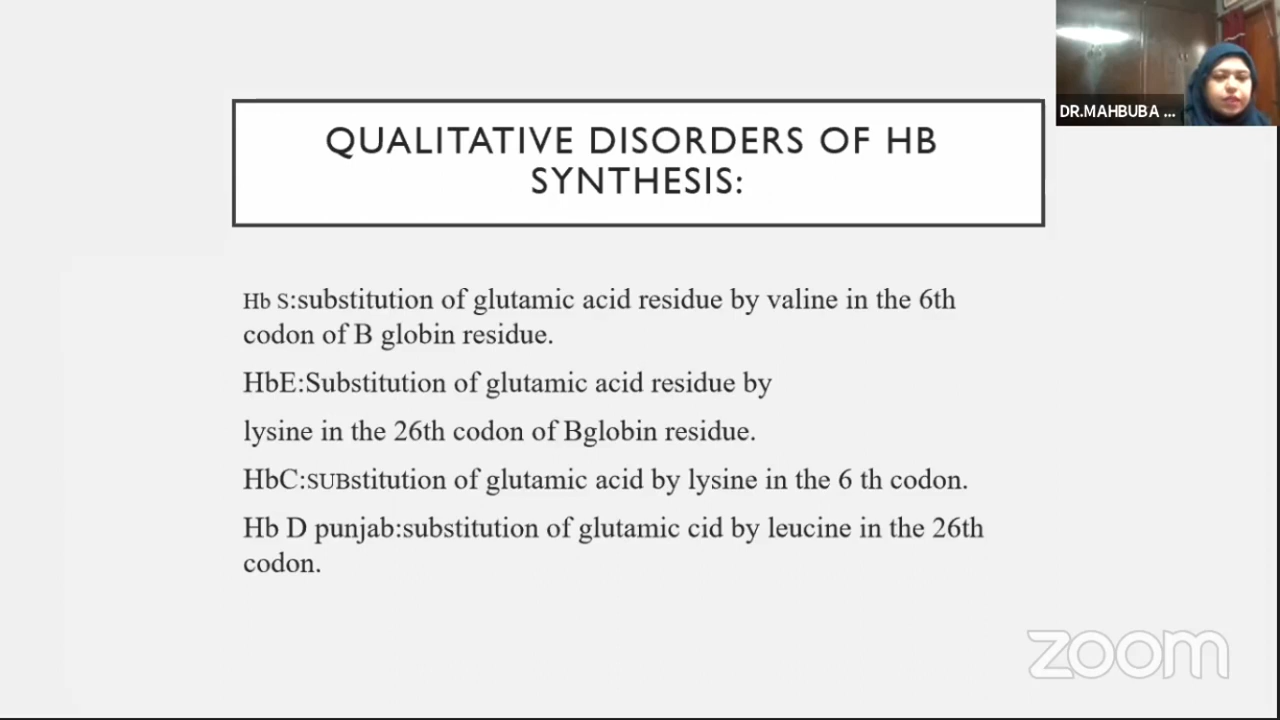 DR.MAHBUBA ...
QUALITATIVE DISORDERS OF HB
SYNTHESIS:
Hb S:substitution of glutamic acid residue by valine in the 6th
codon of B globin residue.
HbE:Substitution of glutamic acid residue by
lysine in the 26th codon of Bglobin residue.
HbC:SUBstitution of glutamic acid by lysine in the 6 th codon.
Hb D punjab:substitution of glutamic cid by leucine in the 26th
codon.
zoom